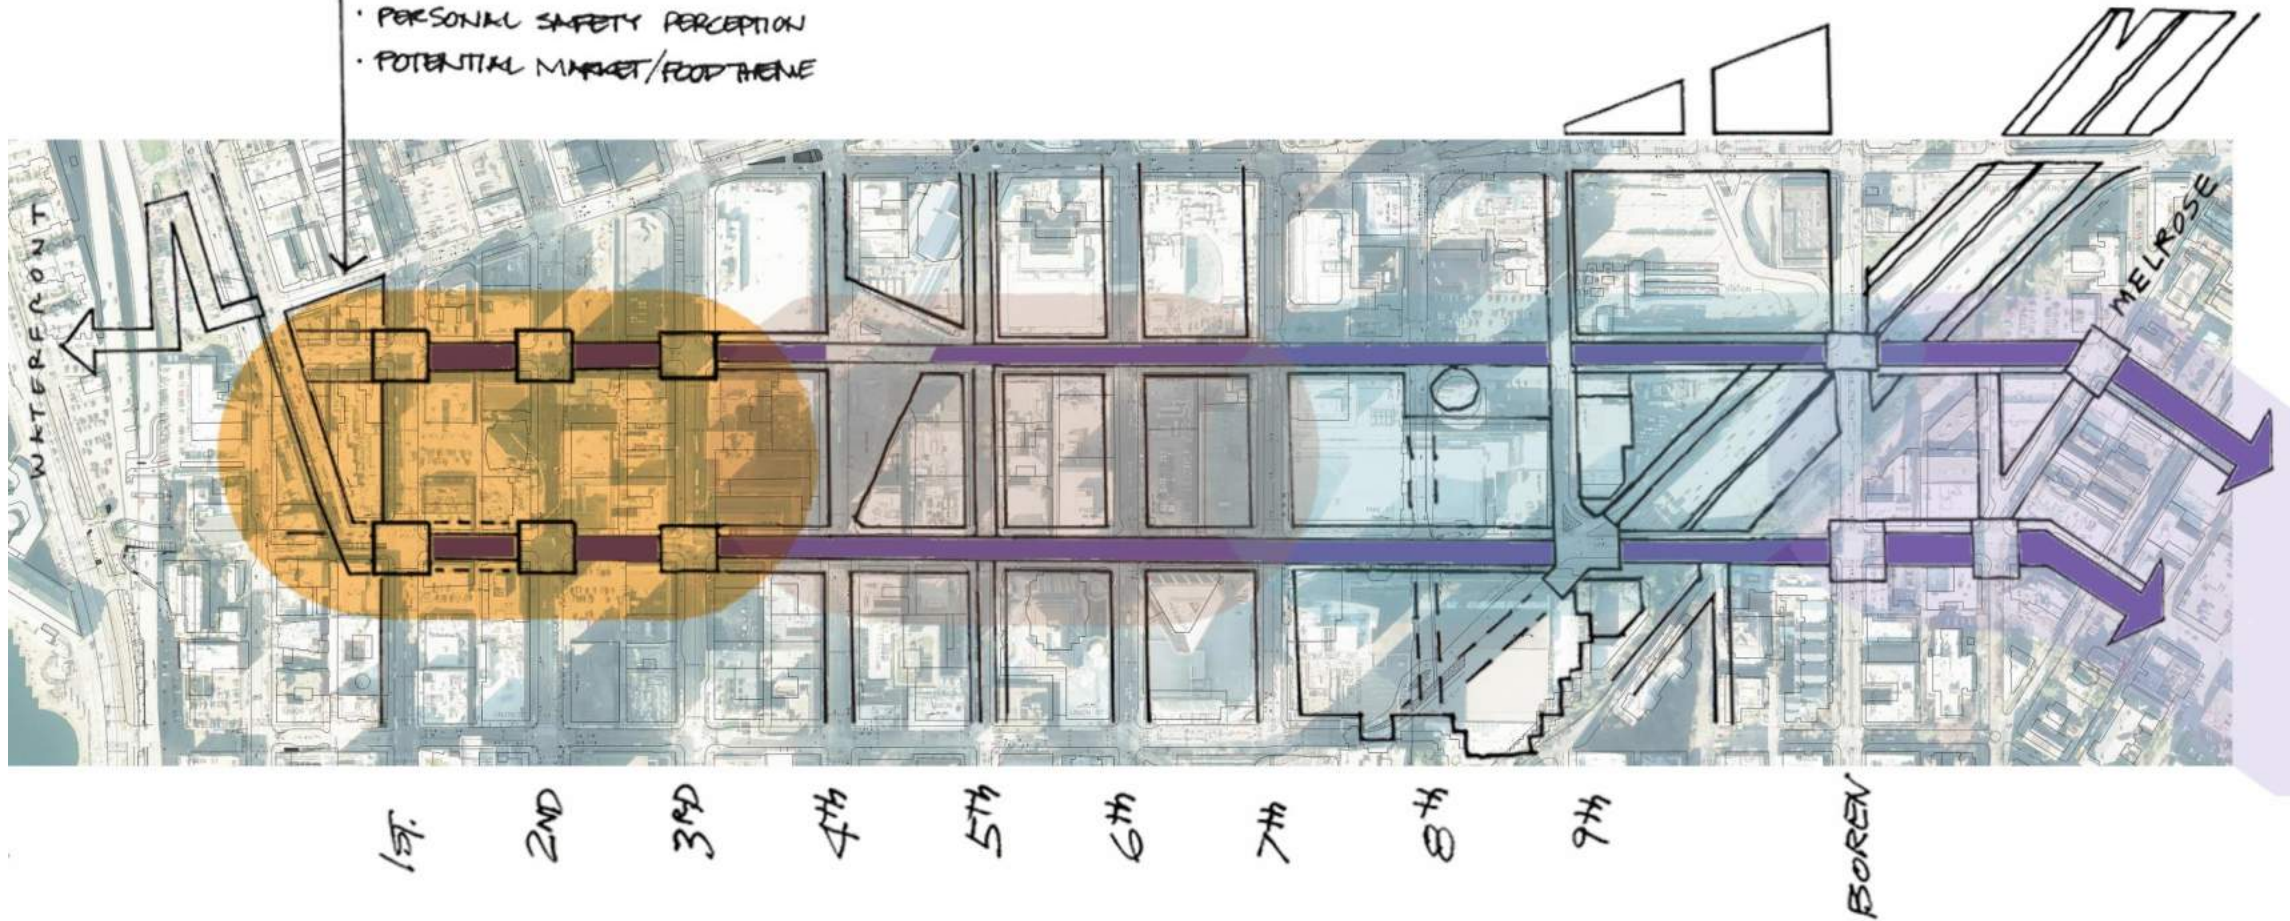 · PERSONAL SAFETY PERCEPTION
· POTENTIAL MARKET/FOOD THEME
WATERFRONT
MELROSE
1ST.
2ND
3RD
4th
5th
6th
7th
8th
9th
BOREN